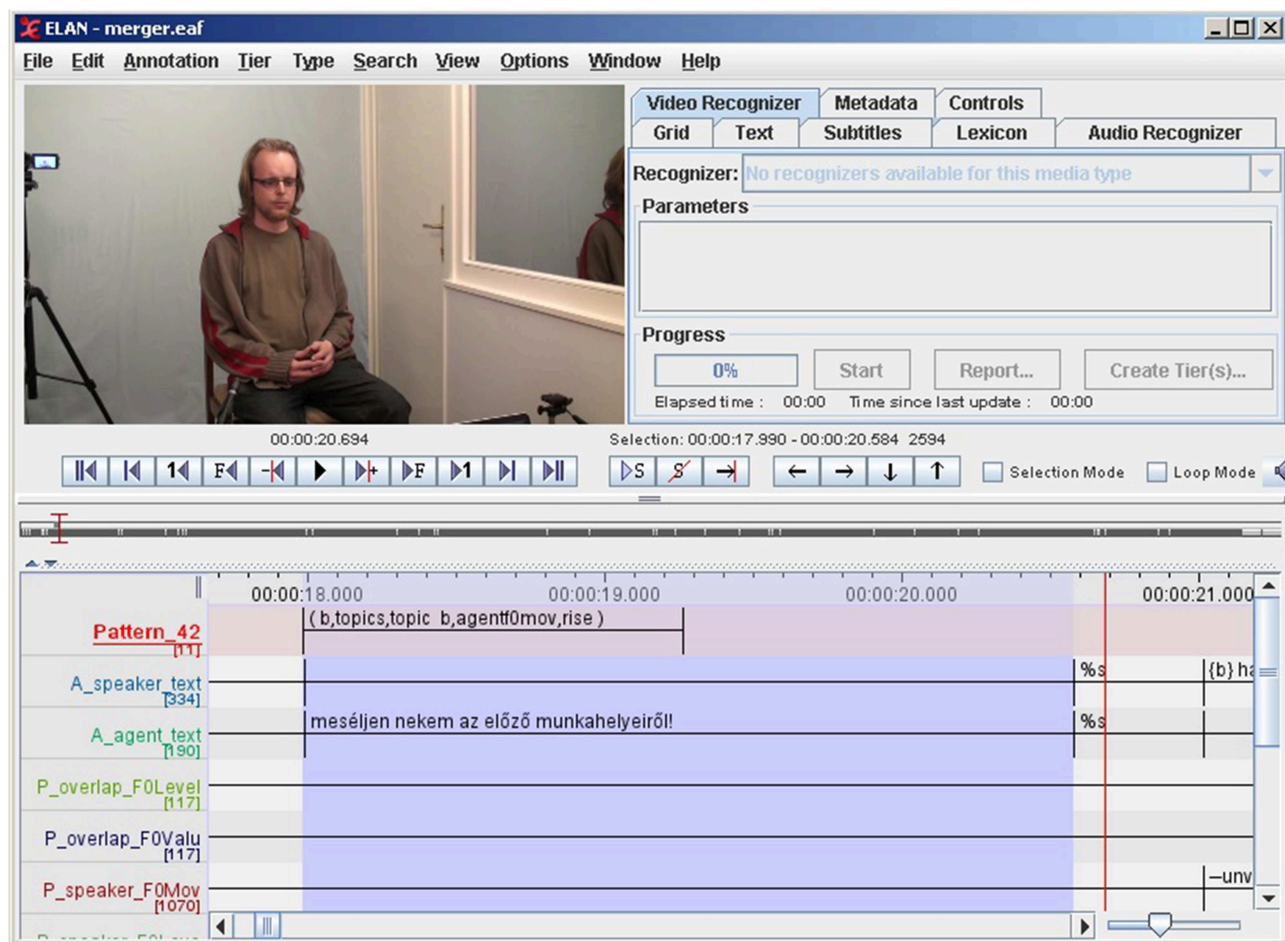 ELAN - merger.eaf
File Edit Annotation Tier Type Search View Options Window Help
Video Recognizer Metadata Controls
Grid Text Subtitles Lexicon Audio Recognizer
Recognizer: No recognizers available for this media type
Parameters
Progress
0% Start Report... Create Tier(s)...
Elapsed time : 00:00 Time since last update : 00:00
00:00:20.694 Selection: 00:00:17.990 - 00:00:20.584 2594
1 F + F 1 S S Selection Mode Loop Mode
00:00:18.000 00:00:19.000 00:00:20.000 00:00:21.000
Pattern_42 ( b,topics,topic b,agentf0mov,rise )
[11]
A_speaker_text %s {b} ha
[334]
A_agent_text meséljen nekem az előző munkahelyeiről! %s
[190]
P_overlap_F0Level
[117]
P_overlap_F0Valu
[117]
P_speaker_F0Mov —unv
[1070]